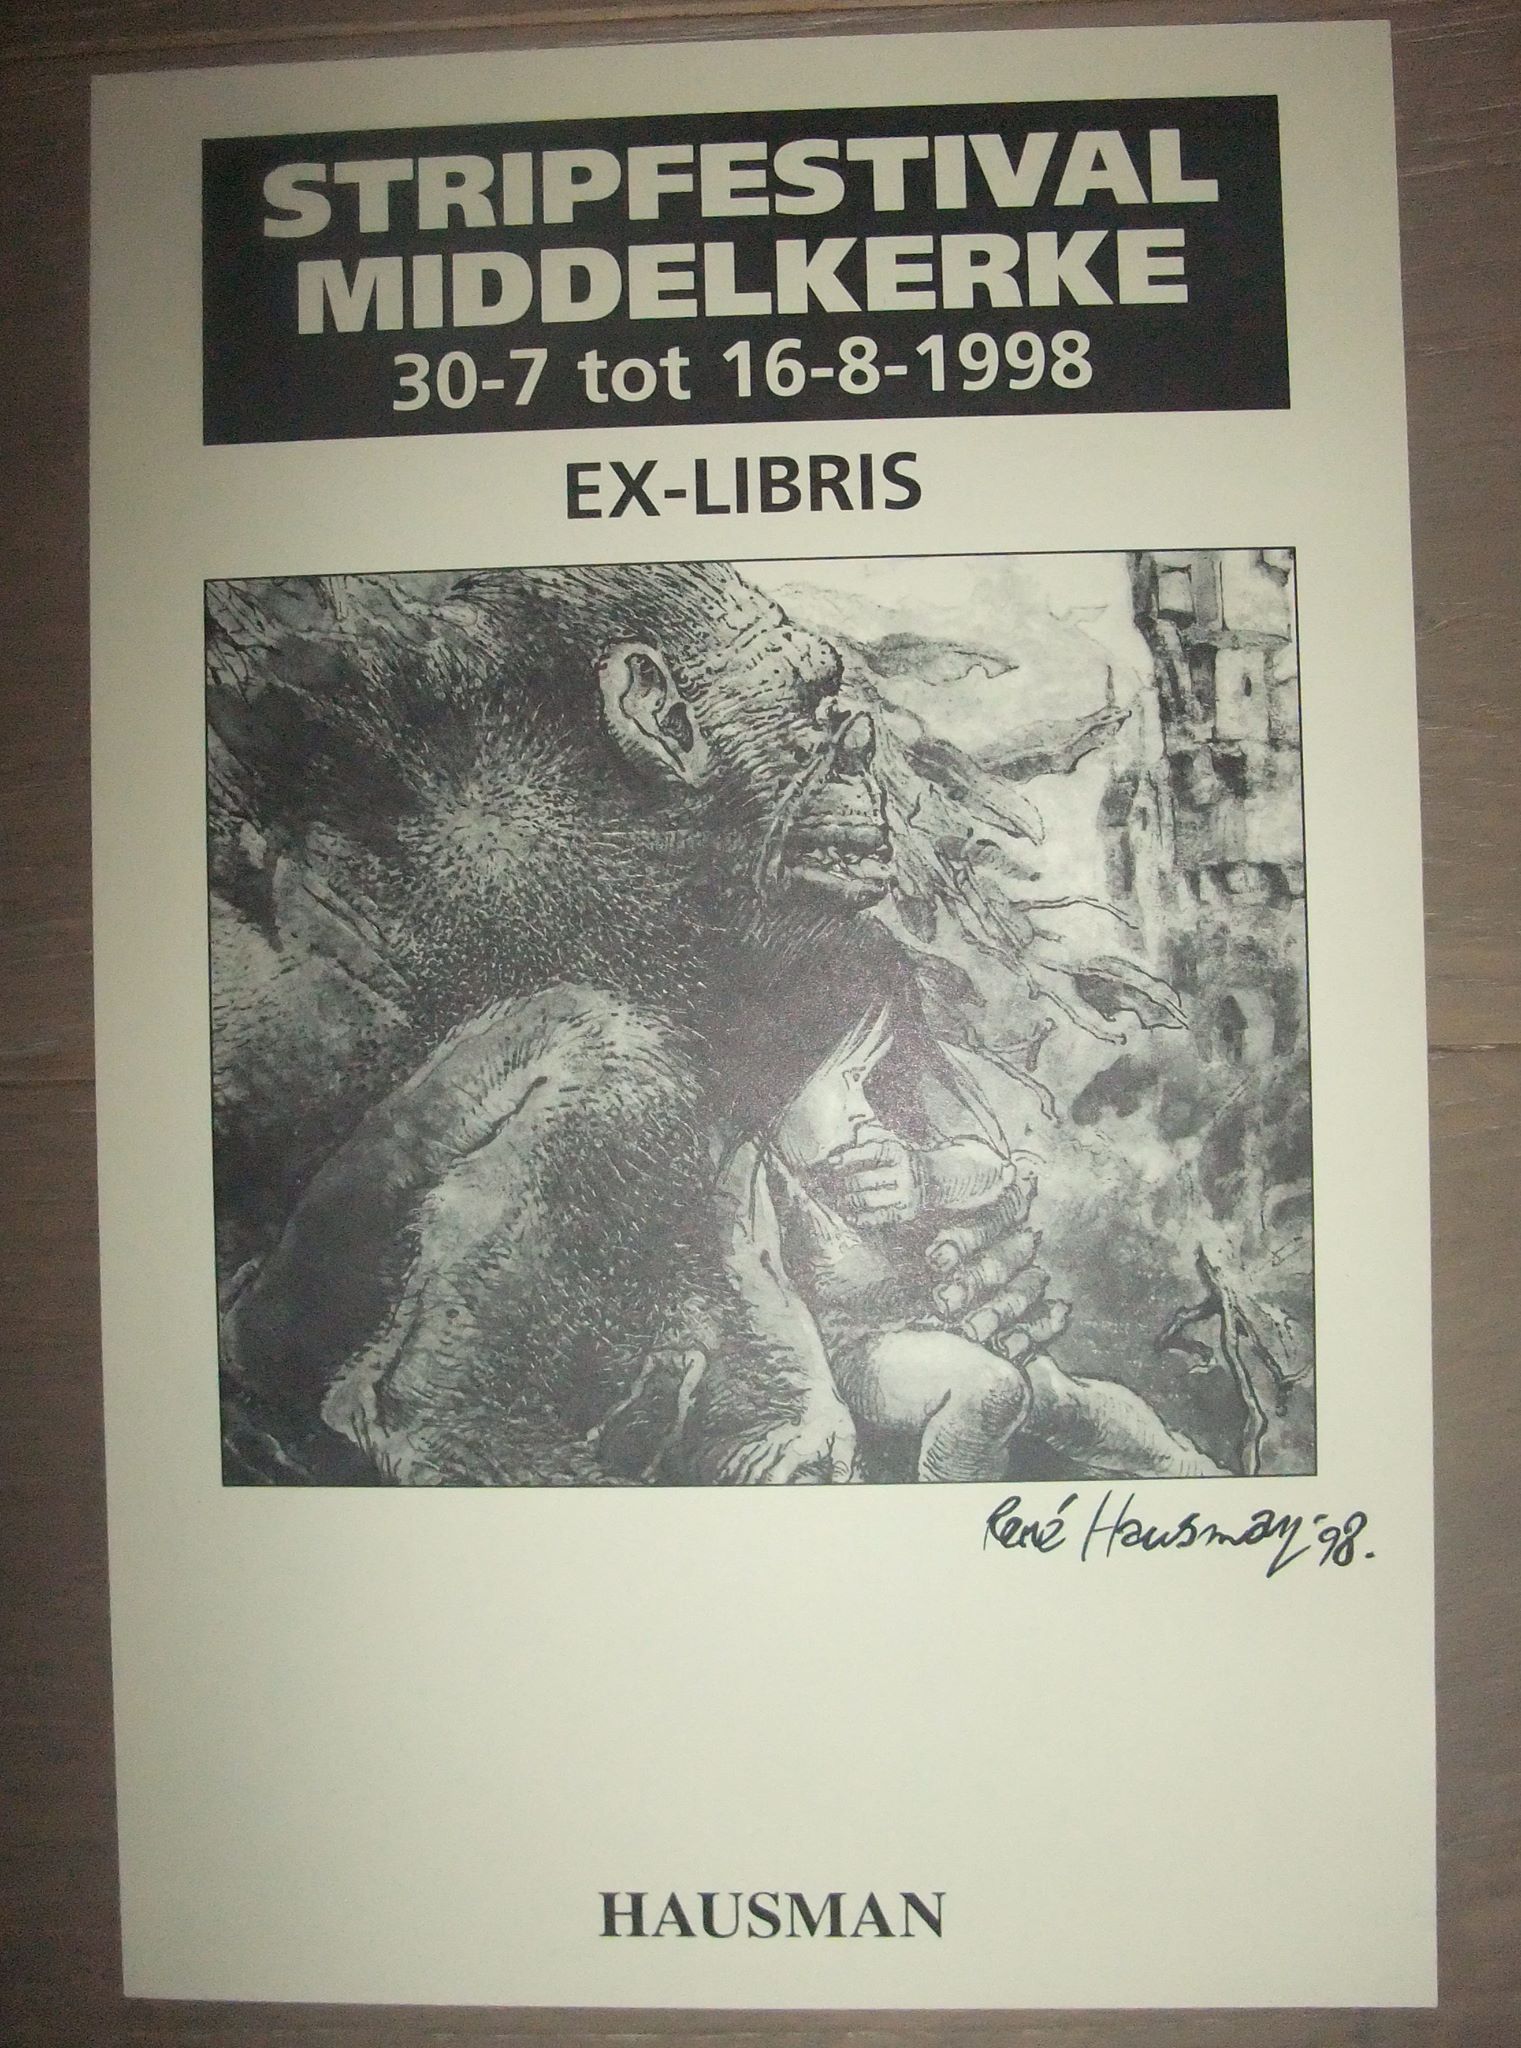 STRIPFESTIVAL
MIDDELKERKE
30-7 tot 16-8-1998
EX-LIBRIS
René Hausman '98.
HAUSMAN